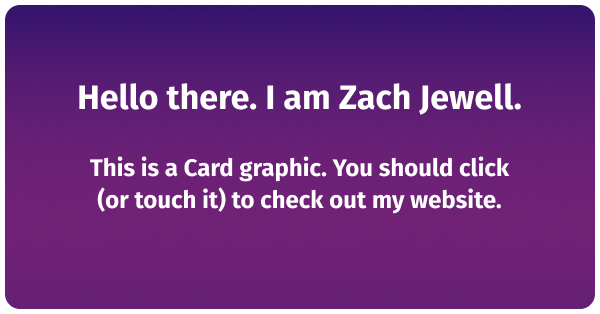 Hello there. I am Zach Jewell.
This is a Card graphic. You should click
(or touch it) to check out my website.